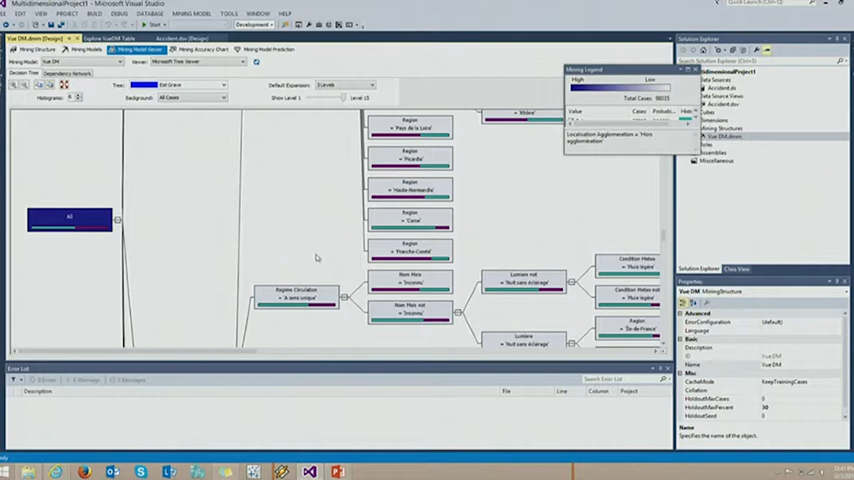 MultidimensionalProject1 - Microsoft Visual Studio
FILE EDIT VIEW PROJECT BUILD DEBUG DATABASE MINING MODEL TOOLS WINDOW HELP
Start
Development
Vue DM.dmm [Design]
Explore VueDM Table
Accident.dsv [Design]
Mining Structure
Mining Models
Mining Model Viewer
Mining Accuracy Chart
Mining Model Prediction
Mining Model: Vue DM
Viewer: Microsoft Tree Viewer
Decision Tree
Dependency Network
Tree: Est Grave
Default Expansion: 3 Levels
Histograms:
Background: All Cases
Show Level 1
Level 15
All
= 'Rhône'
Region
= 'Pays de la Loire'
Region
= 'Picardie'
Region
= 'Haute-Normandie'
Region
= 'Corse'
Region
= 'Franche-Comté'
Regime Circulation
= 'A sens unique'
Nom Mois
= 'Inconnu'
Nom Mois not
= 'Inconnu'
Lumiere not
= 'Nuit sans éclairage'
Lumiere
= 'Nuit sans éclairage'
Condition Meteo
= 'Pluie légère'
Condition Meteo not
= 'Pluie légère'
Region
= 'Île-de-France'
Mining Legend
High
Low
Total Cases: 98035
Value
Cases
Probabi...
Histo
Localisation Agglomeration = 'Hors
agglomération'
Solution Explorer
MultidimensionalProject1
Data Sources
Accident.ds
Data Source Views
Accident.dsv
Cubes
Dimensions
Mining Structures
Vue DM.dmm
Roles
Assemblies
Miscellaneous
Solution Explorer
Class View
Properties
Vue DM MiningStructure
Advanced
ErrorConfiguration
(default)
Language
Basic
Description
ID
Vue DM
Name
Vue DM
Misc
CacheMode
KeepTrainingCases
Collation
HoldoutMaxCases
0
HoldoutMaxPercent
30
HoldoutSeed
0
Name
Specifies the name of the object.
Error List
0 Errors
0 Messages
Search Error List
Description
File
Line
Column
Project